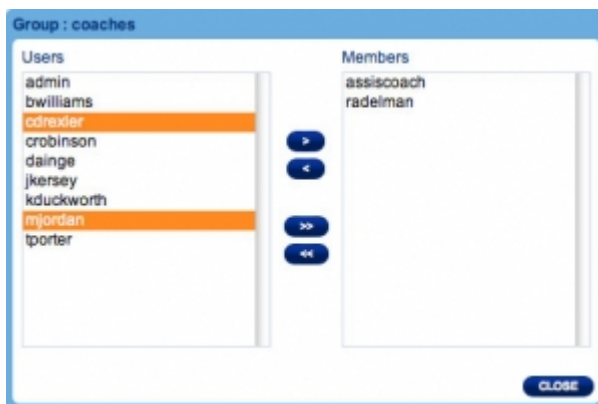 Group : coaches
Users
admin
bwilliams
cdrexler
crobinson
dainge
jkersey
kduckworth
mjordan
tporter
>
<
>>
<<
Members
assiscoach
radelman
CLOSE